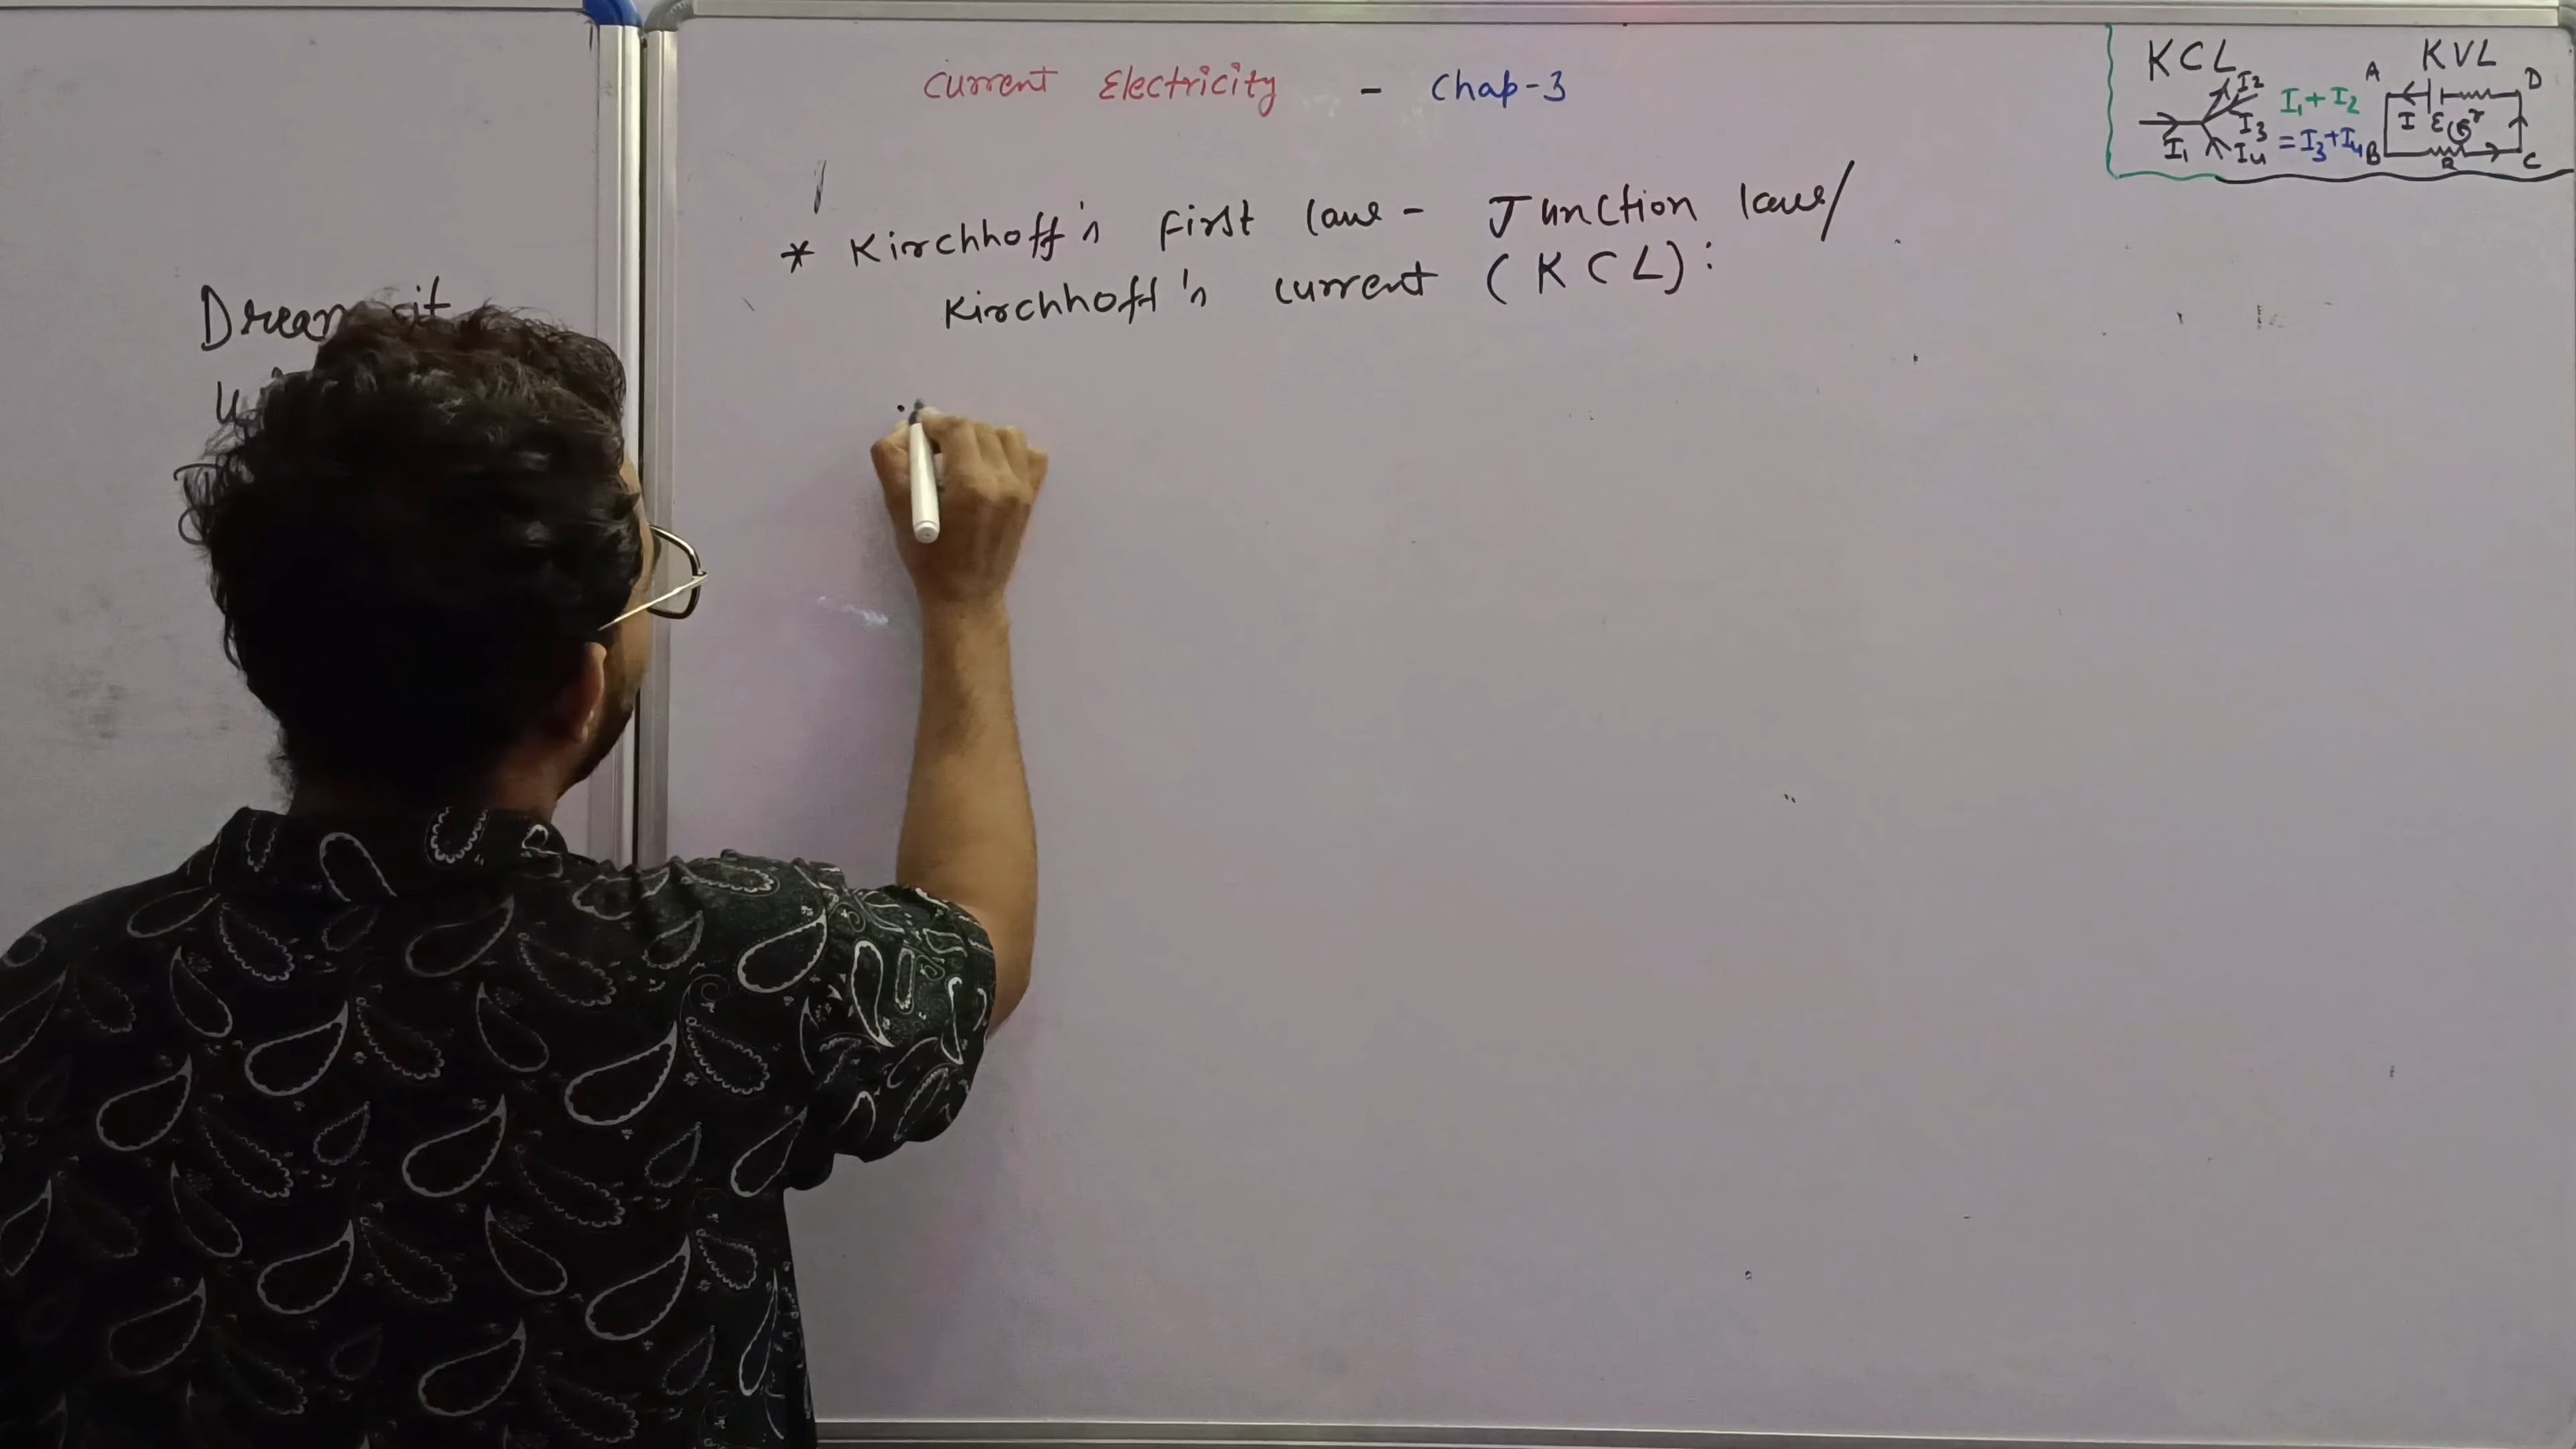 Current Electricity - Chap-3
* Kirchhoff's First law - Junction law/
Kirchhoff's current (KCL):
KCL
I2
I3
I1
I4
I1+I2
=I3+I4
KVL
A
D
I
ε
r
B
R
C
it